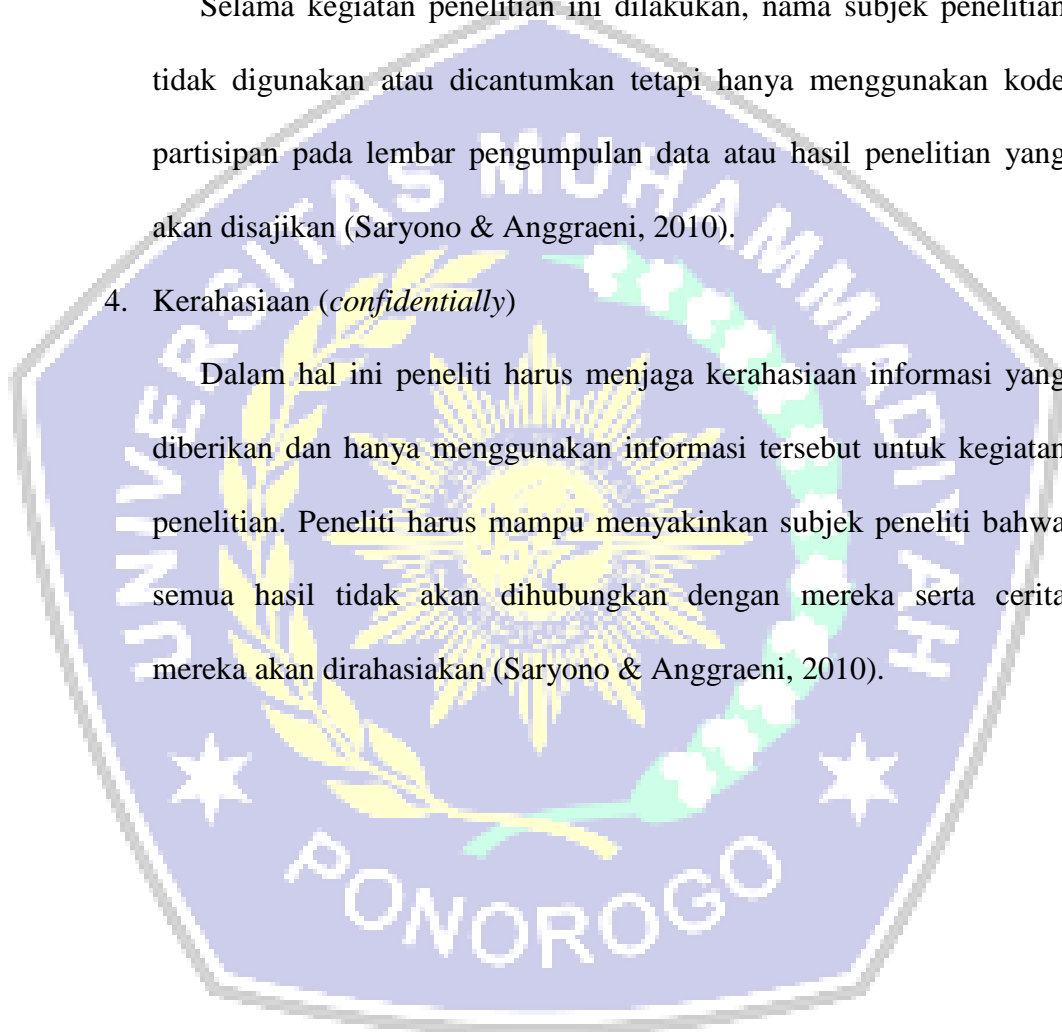 Selama kegiatan penelitian ini dilakukan, nama subjek penelitian
tidak digunakan atau dicantumkan tetapi hanya menggunakan kode
partisipan pada lembar pengumpulan data atau hasil penelitian yang
akan disajikan (Saryono & Anggraeni, 2010).
4. Kerahasiaan (confidentially)
Dalam hal ini peneliti harus menjaga kerahasiaan informasi yang
diberikan dan hanya menggunakan informasi tersebut untuk kegiatan
penelitian. Peneliti harus mampu menyakinkan subjek peneliti bahwa
semua hasil tidak akan dihubungkan dengan mereka serta cerita
mereka akan dirahasiakan (Saryono & Anggraeni, 2010).
UNIVERSITAS MUHAMMADIYAH
PONOROGO